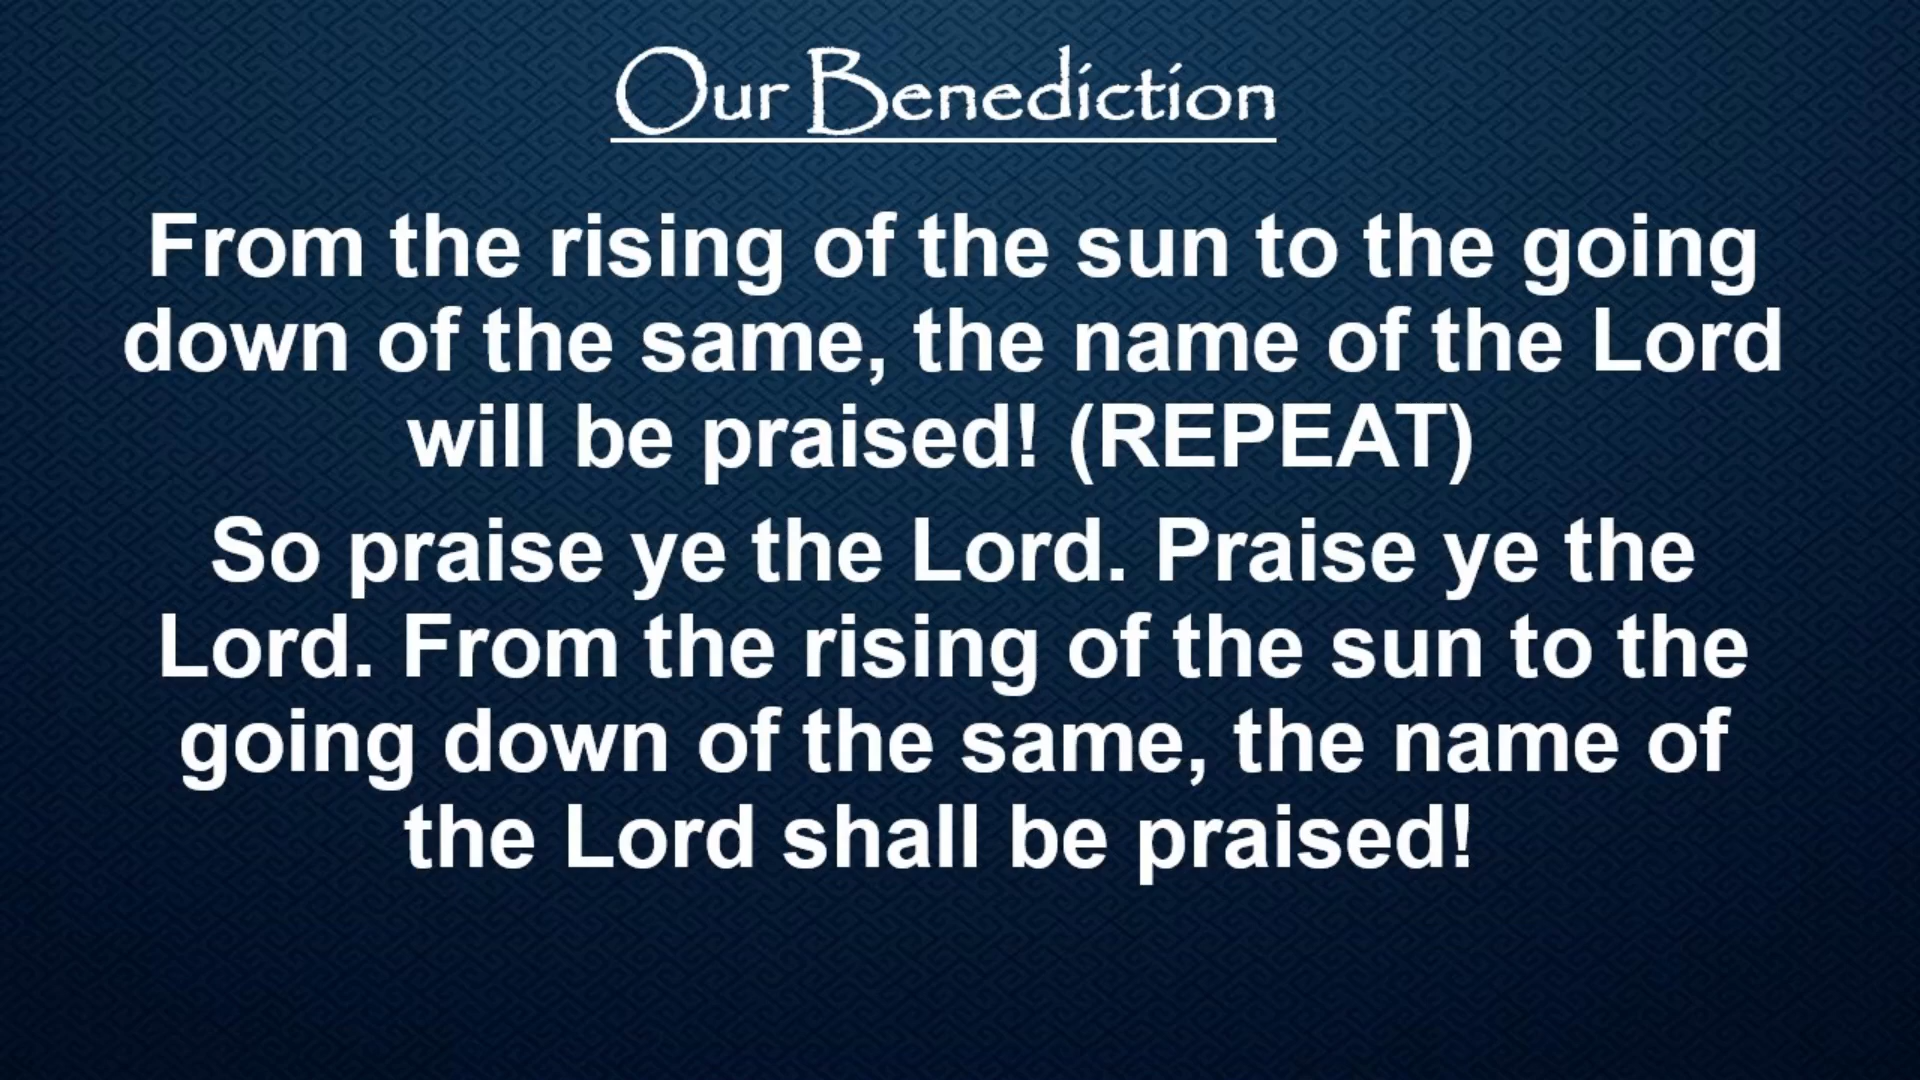 Our Benediction
From the rising of the sun to the going
down of the same, the name of the Lord
will be praised! (REPEAT)
So praise ye the Lord. Praise ye the
Lord. From the rising of the sun to the
going down of the same, the name of
the Lord shall be praised!